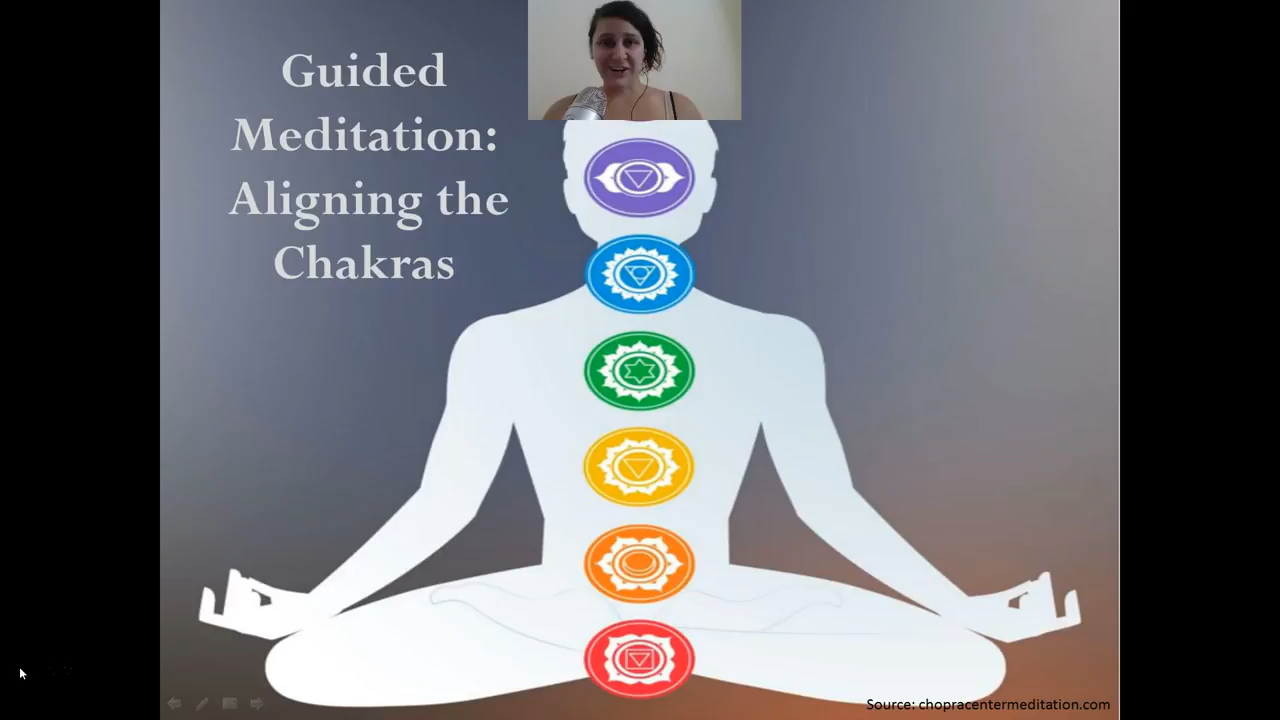 Guided
Meditation:
Aligning the
Chakras
Source: chopracentermeditation.com